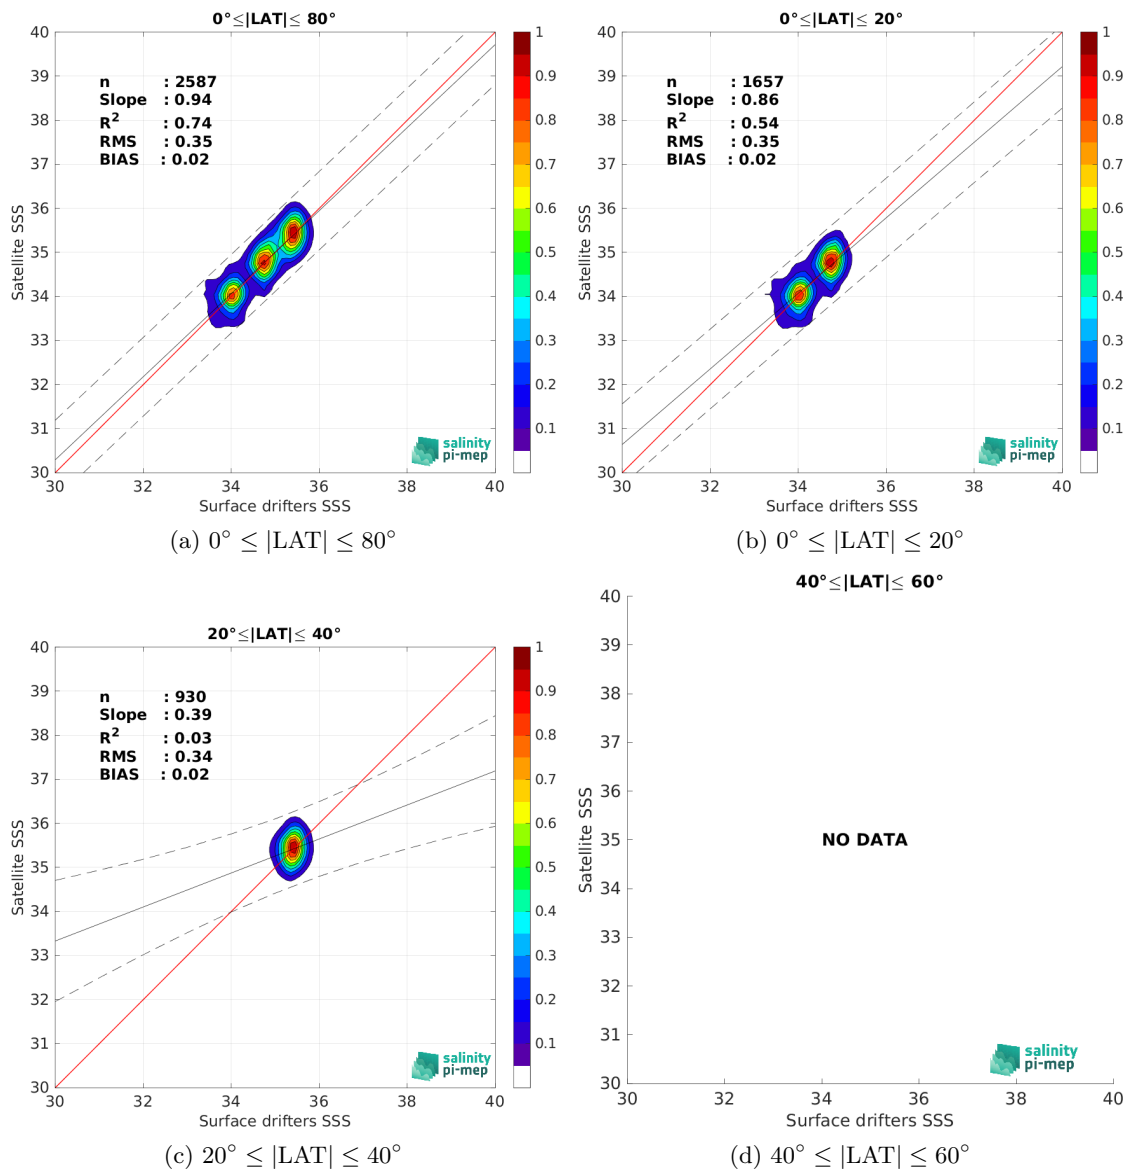 0°≤|LAT|≤ 80°
40
39
38
37
36
35
34
33
32
31
30
Satellite SSS
n : 2587
Slope : 0.94
R² : 0.74
RMS : 0.35
BIAS : 0.02
salinity
pi-mep
30 32 34 36 38 40
Surface drifters SSS
1
0.9
0.8
0.7
0.6
0.5
0.4
0.3
0.2
0.1
(a) 0° ≤ |LAT| ≤ 80°
0°≤|LAT|≤ 20°
40
39
38
37
36
35
34
33
32
31
30
Satellite SSS
n : 1657
Slope : 0.86
R² : 0.54
RMS : 0.35
BIAS : 0.02
salinity
pi-mep
30 32 34 36 38 40
Surface drifters SSS
1
0.9
0.8
0.7
0.6
0.5
0.4
0.3
0.2
0.1
(b) 0° ≤ |LAT| ≤ 20°
20°≤|LAT|≤ 40°
40
39
38
37
36
35
34
33
32
31
30
Satellite SSS
n : 930
Slope : 0.39
R² : 0.03
RMS : 0.34
BIAS : 0.02
salinity
pi-mep
30 32 34 36 38 40
Surface drifters SSS
1
0.9
0.8
0.7
0.6
0.5
0.4
0.3
0.2
0.1
(c) 20° ≤ |LAT| ≤ 40°
40°≤|LAT|≤ 60°
40
39
38
37
36
35
34
33
32
31
30
Satellite SSS
NO DATA
salinity
pi-mep
30 32 34 36 38 40
Surface drifters SSS
(d) 40° ≤ |LAT| ≤ 60°